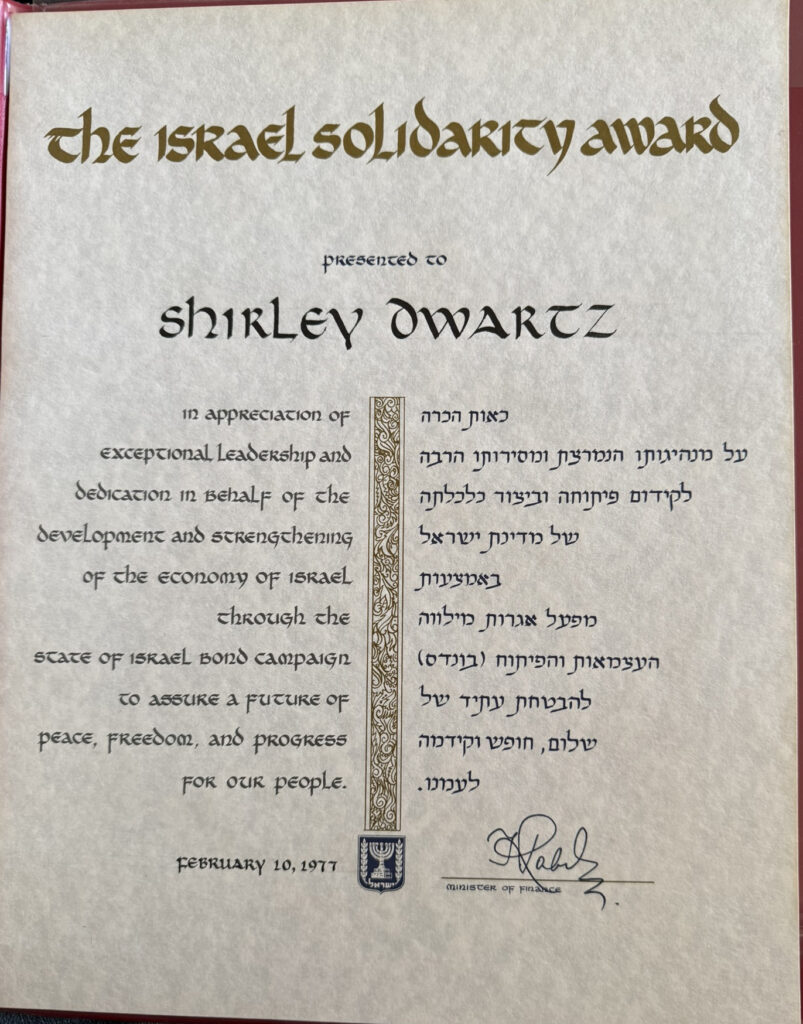 the Israel Solidarity Award
presented to
Shirley Dwartz
in appreciation of
exceptional leadership and
dedication in behalf of the
development and strengthening
of the economy of Israel
through the
State of Israel Bond Campaign
to assure a future of
peace, freedom, and progress
for our people.
כאות הכרה
על מנהיגותו הנמרצת ומסירותו הרבה
לקידום פיתוחה וביצור כלכלתה
של מדינת ישראל
באמצעות
מפעל אגרות מילווה
העצמאות והפיתוח (בונדס)
להבטחת עתיד של
שלום, חופש וקידמה
לעמנו.
February 10, 1977
ישראל
Minister of Finance